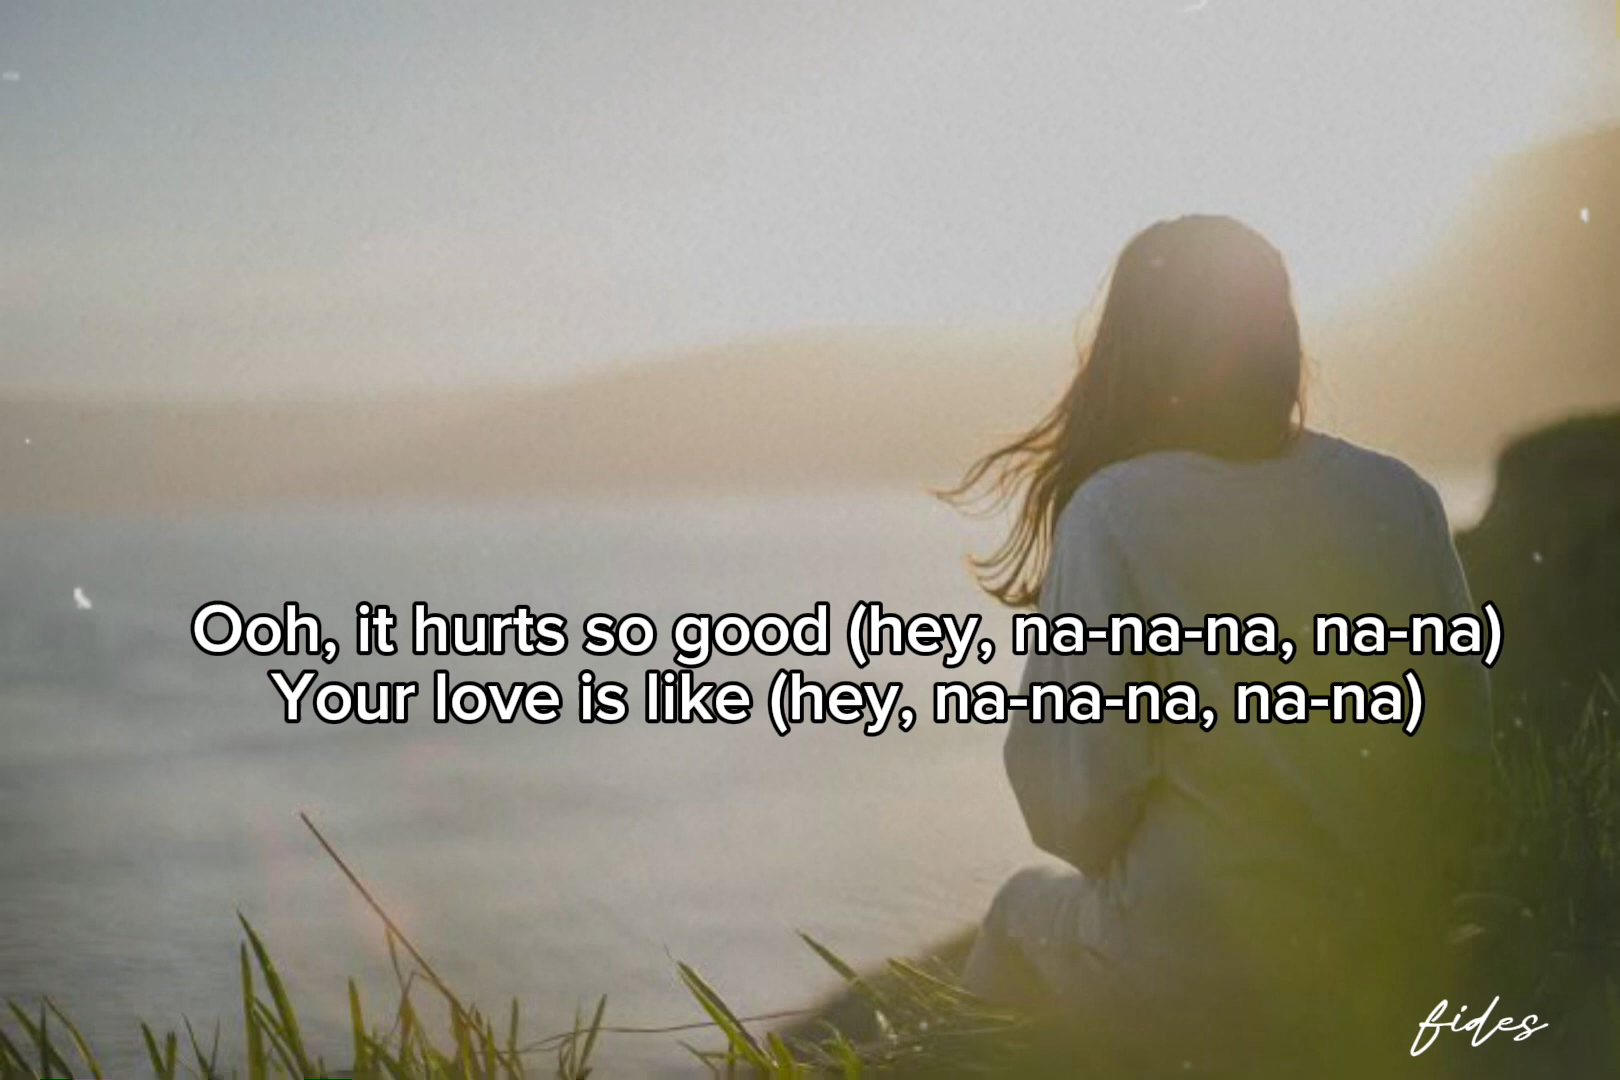 Ooh, it hurts so good (hey, na-na-na, na-na)
Your love is like (hey, na-na-na, na-na)
fides